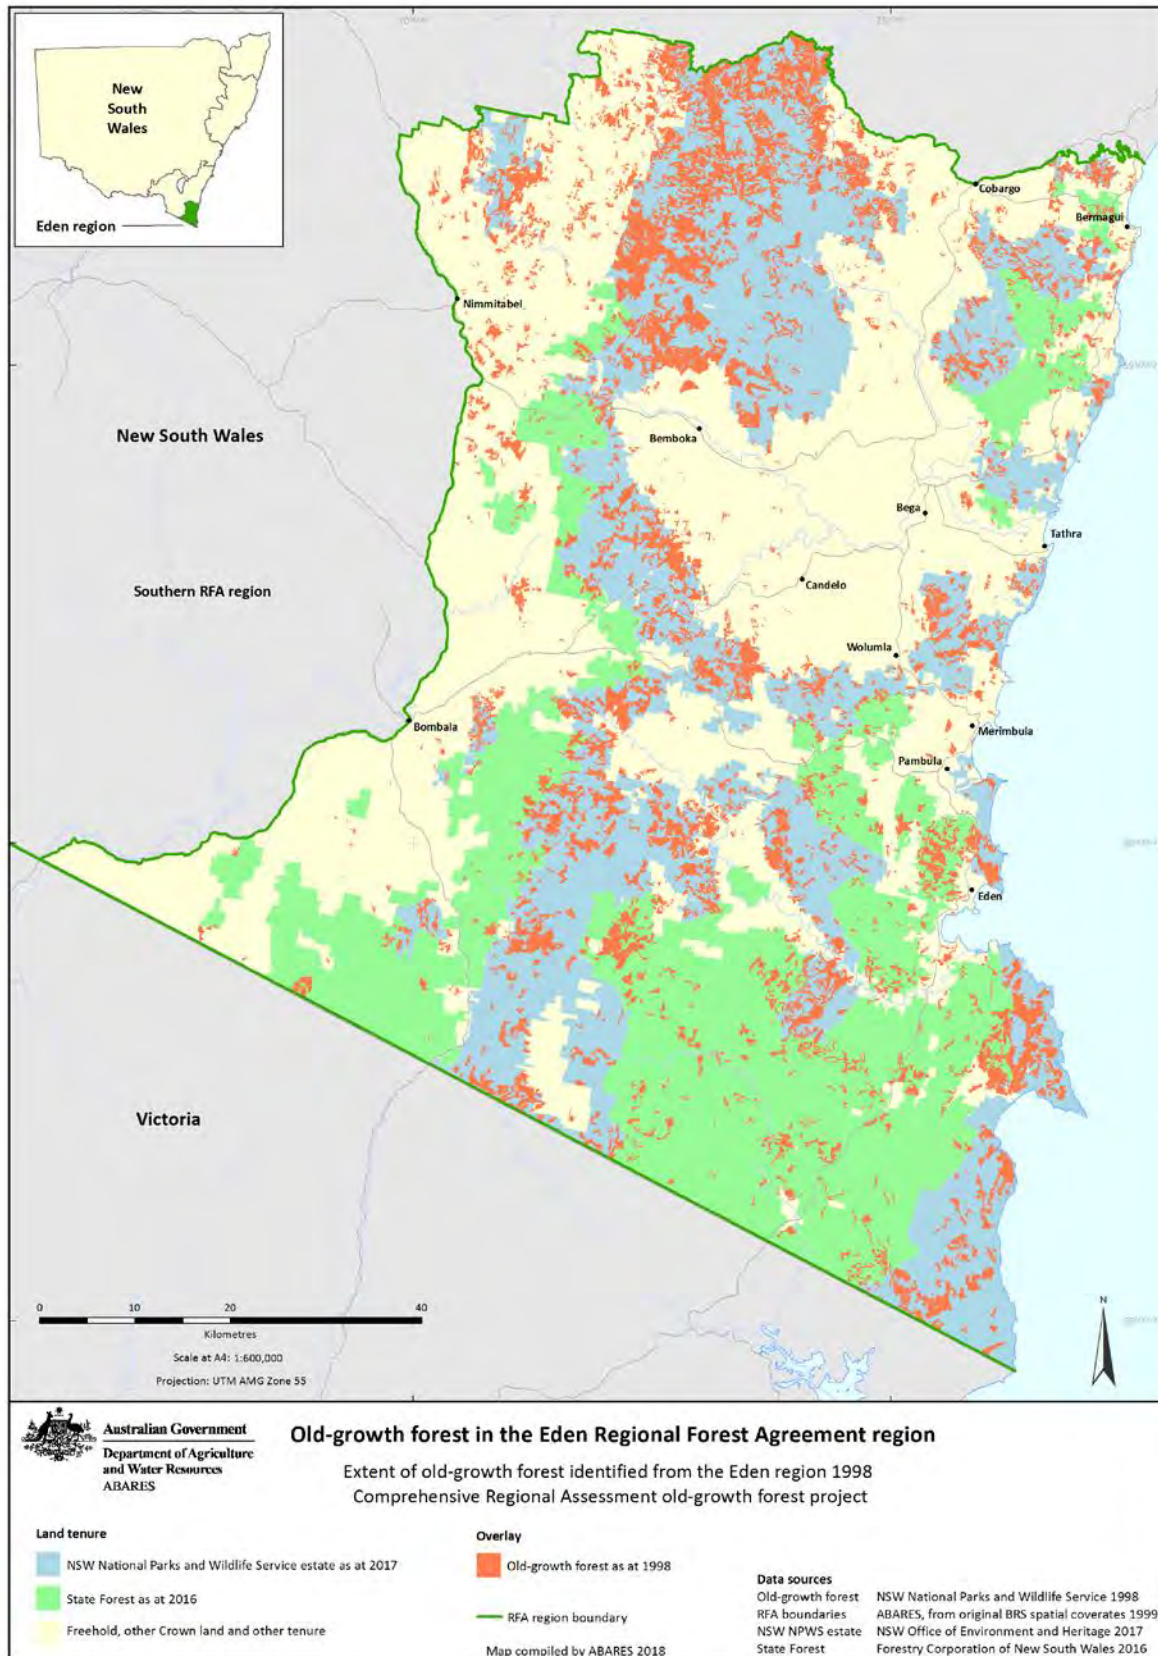 New
South
Wales
Eden region
Cobargo
Bermagui
Nimmitabel
New South Wales
Bemboka
Bega
Tathra
Southern RFA region
Candelo
Wolumla
Bombala
Merimbula
Pambula
Eden
Victoria
N
0 10 20 40
Kilometres
Scale at A4: 1:600,000
Projection: UTM AMG Zone 55
Australian Government
Department of Agriculture
and Water Resources
ABARES
Old-growth forest in the Eden Regional Forest Agreement region
Extent of old-growth forest identified from the Eden region 1998
Comprehensive Regional Assessment old-growth forest project
Land tenure
NSW National Parks and Wildlife Service estate as at 2017
State Forest as at 2016
Freehold, other Crown land and other tenure
Overlay
Old-growth forest as at 1998
RFA region boundary
Map compiled by ABARES 2018
Data sources
Old-growth forest NSW National Parks and Wildlife Service 1998
RFA boundaries ABARES, from original BRS spatial coverates 1999
NSW NPWS estate NSW Office of Environment and Heritage 2017
State Forest Forestry Corporation of New South Wales 2016